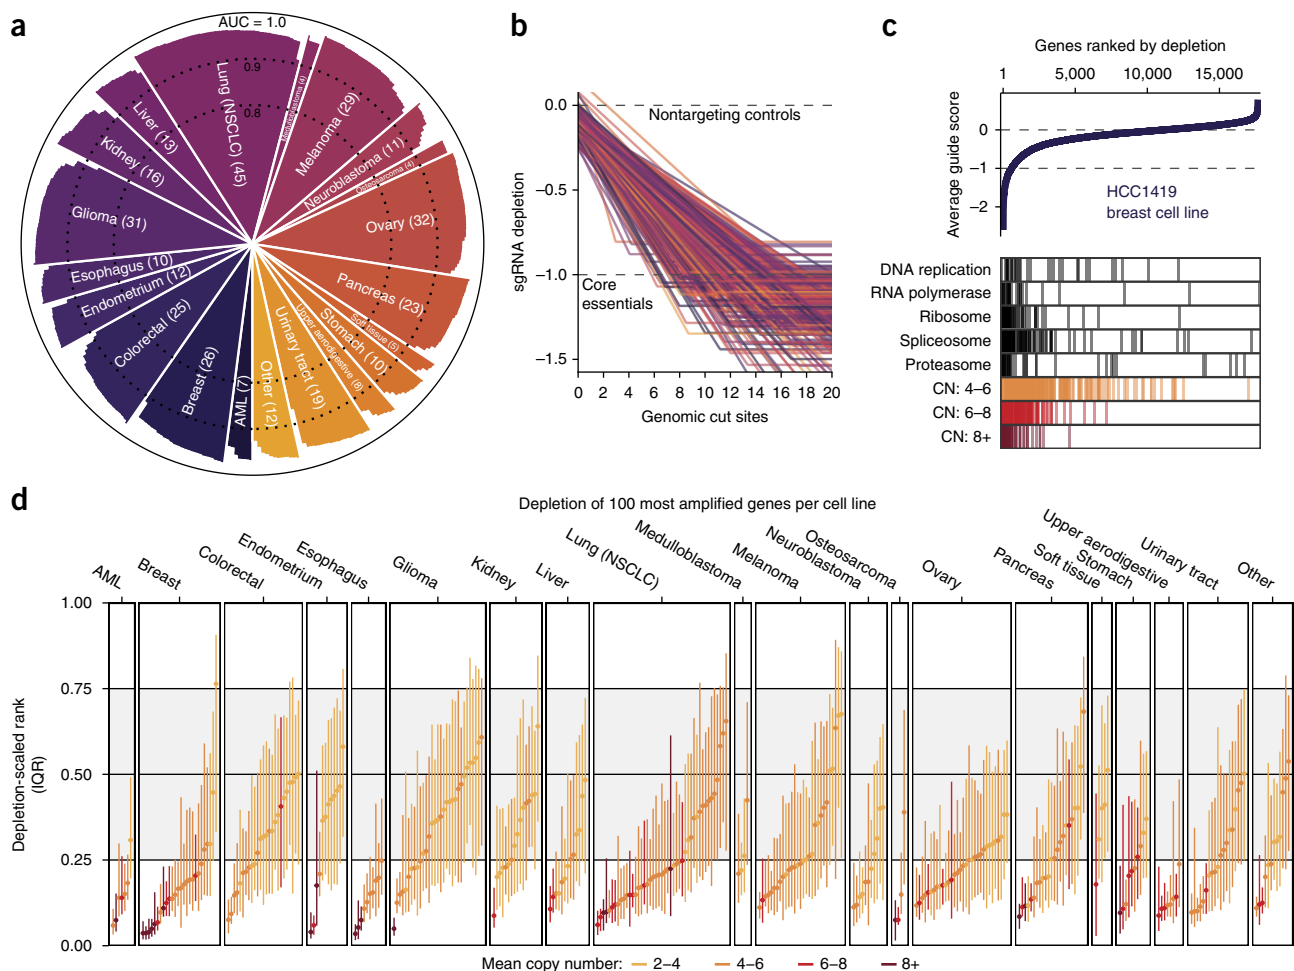 a
AUC = 1.0
0.9
0.8
Lung (NSCLC) (45)
Medulloblastoma (4)
Melanoma (29)
Neuroblastoma (11)
Osteosarcoma (4)
Ovary (32)
Pancreas (23)
Soft tissue (5)
Stomach (10)
Upper aerodigestive (8)
Urinary tract (19)
Other (12)
AML (7)
Breast (26)
Colorectal (25)
Endometrium (12)
Esophagus (10)
Glioma (31)
Kidney (16)
Liver (13)
b
sgRNA depletion
0.0
−0.5
−1.0
−1.5
Nontargeting controls
Core
essentials
0 2 4 6 8 10 12 14 16 18 20
Genomic cut sites
c
Genes ranked by depletion
1 5,000 10,000 15,000
Average guide score
0
−1
−2
HCC1419
breast cell line
DNA replication
RNA polymerase
Ribosome
Spliceosome
Proteasome
CN: 4–6
CN: 6–8
CN: 8+
d
Depletion of 100 most amplified genes per cell line
AML
Breast
Colorectal
Endometrium
Esophagus
Glioma
Kidney
Liver
Lung (NSCLC)
Medulloblastoma
Melanoma
Neuroblastoma
Osteosarcoma
Ovary
Pancreas
Soft tissue
Stomach
Upper aerodigestive
Urinary tract
Other
Depletion-scaled rank
(IQR)
1.00
0.75
0.50
0.25
0.00
Mean copy number: 2–4 4–6 6–8 8+